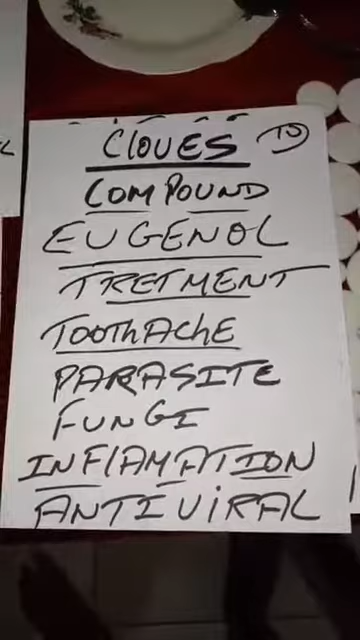 CLOVES
COMPOUND
EUGENOL
TRETMENT
TOOTHACHE
PARASITE
FUNGI
INFLAMATION
ANTIVIRAL